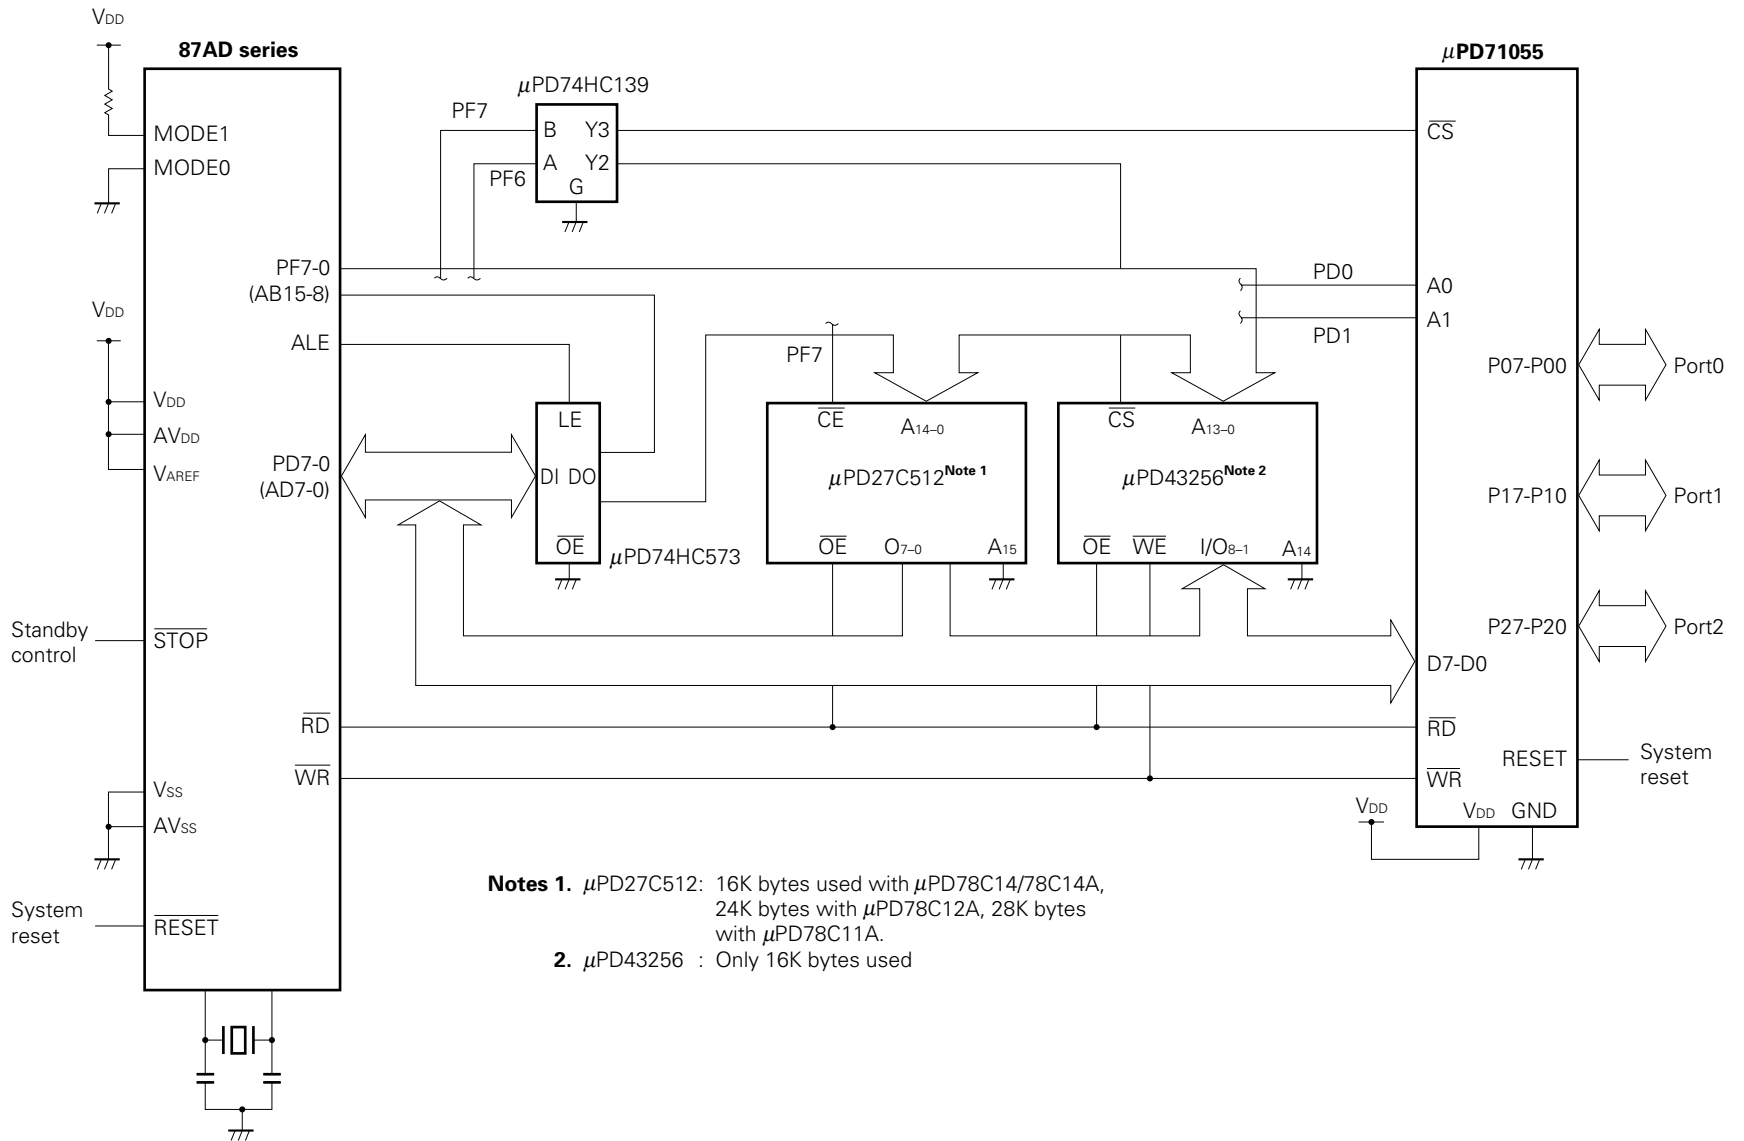 VDD
87AD series
μPD71055
μPD74HC139
PF7
B Y3
A Y2
G
PF6
MODE1
MODE0
CS
PF7-0
(AB15-8)
ALE
PD0
A0
PD1
A1
VDD
PF7
P07-P00
Port0
VDD
AVDD
VAREF
LE
DI DO
OE
μPD74HC573
PD7-0
(AD7-0)
CE
A14–0
μPD27C512Note 1
OE
O7–0
A15
CS
A13–0
μPD43256Note 2
OE
WE
I/O8–1
A14
P17-P10
Port1
P27-P20
Port2
D7-D0
Standby
control
STOP
RD
WR
RD
WR
RESET
System
reset
VDD
VDD
GND
VSS
AVSS
System
reset
RESET
Notes 1. μPD27C512: 16K bytes used with μPD78C14/78C14A,
24K bytes with μPD78C12A, 28K bytes
with μPD78C11A.
2. μPD43256 : Only 16K bytes used